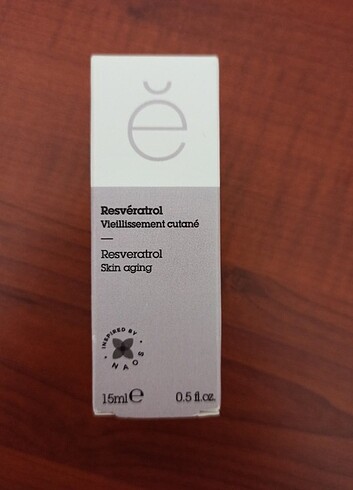 ĕ
Resvératrol
Vieillissement cutané
—
Resveratrol
Skin aging
INSPIRED BY
NAOS
15ml ℮ 0.5 fl.oz.